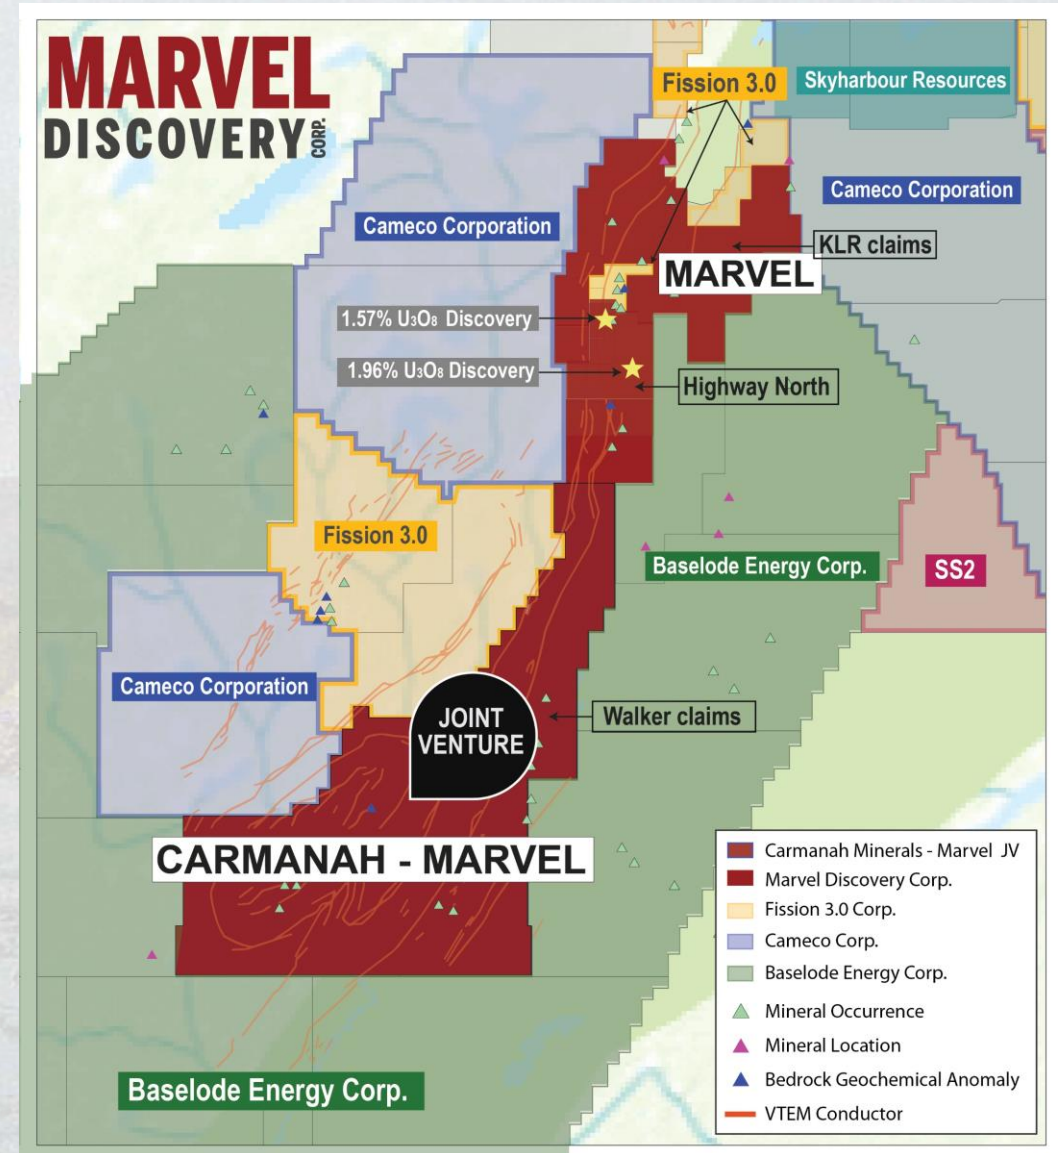 MARVEL
DISCOVERY CORP.
Fission 3.0
Skyharbour Resources
Cameco Corporation
Cameco Corporation
KLR claims
MARVEL
1.57% U₃O₈ Discovery
1.96% U₃O₈ Discovery
Highway North
Fission 3.0
Baselode Energy Corp.
SS2
Cameco Corporation
JOINT
VENTURE
Walker claims
CARMANAH - MARVEL
Carmanah Minerals - Marvel JV
Marvel Discovery Corp.
Fission 3.0 Corp.
Cameco Corp.
Baselode Energy Corp.
Mineral Occurrence
Mineral Location
Bedrock Geochemical Anomaly
VTEM Conductor
Baselode Energy Corp.